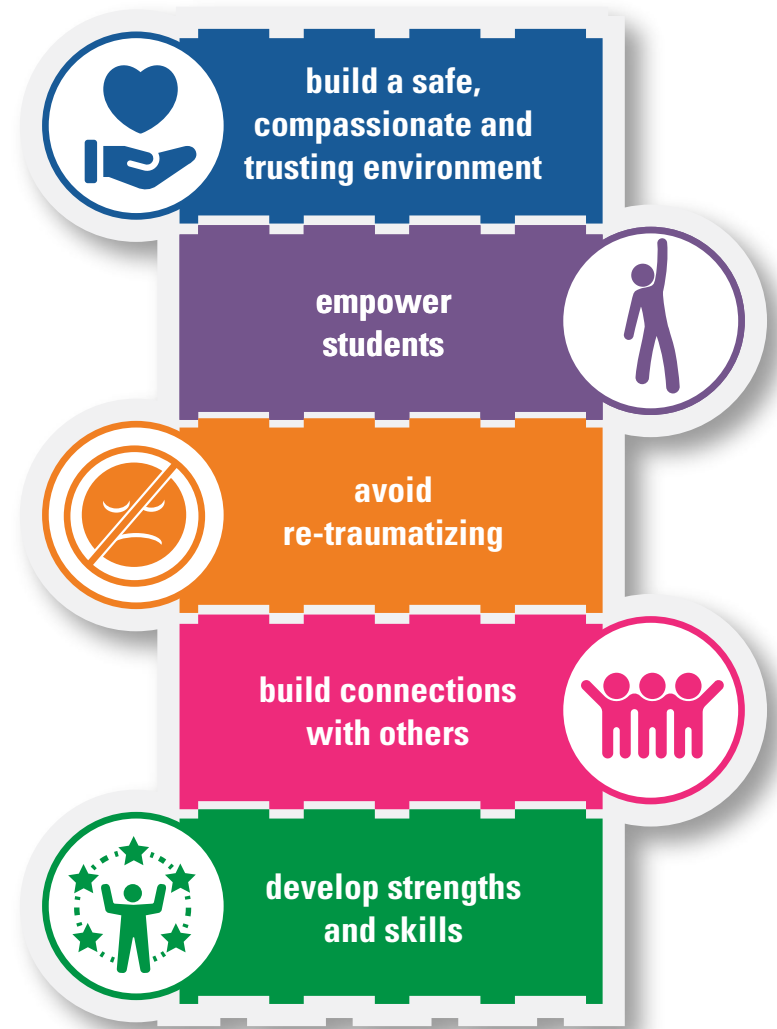 build a safe,
compassionate and
trusting environment
empower
students
avoid
re-traumatizing
build connections
with others
develop strengths
and skills